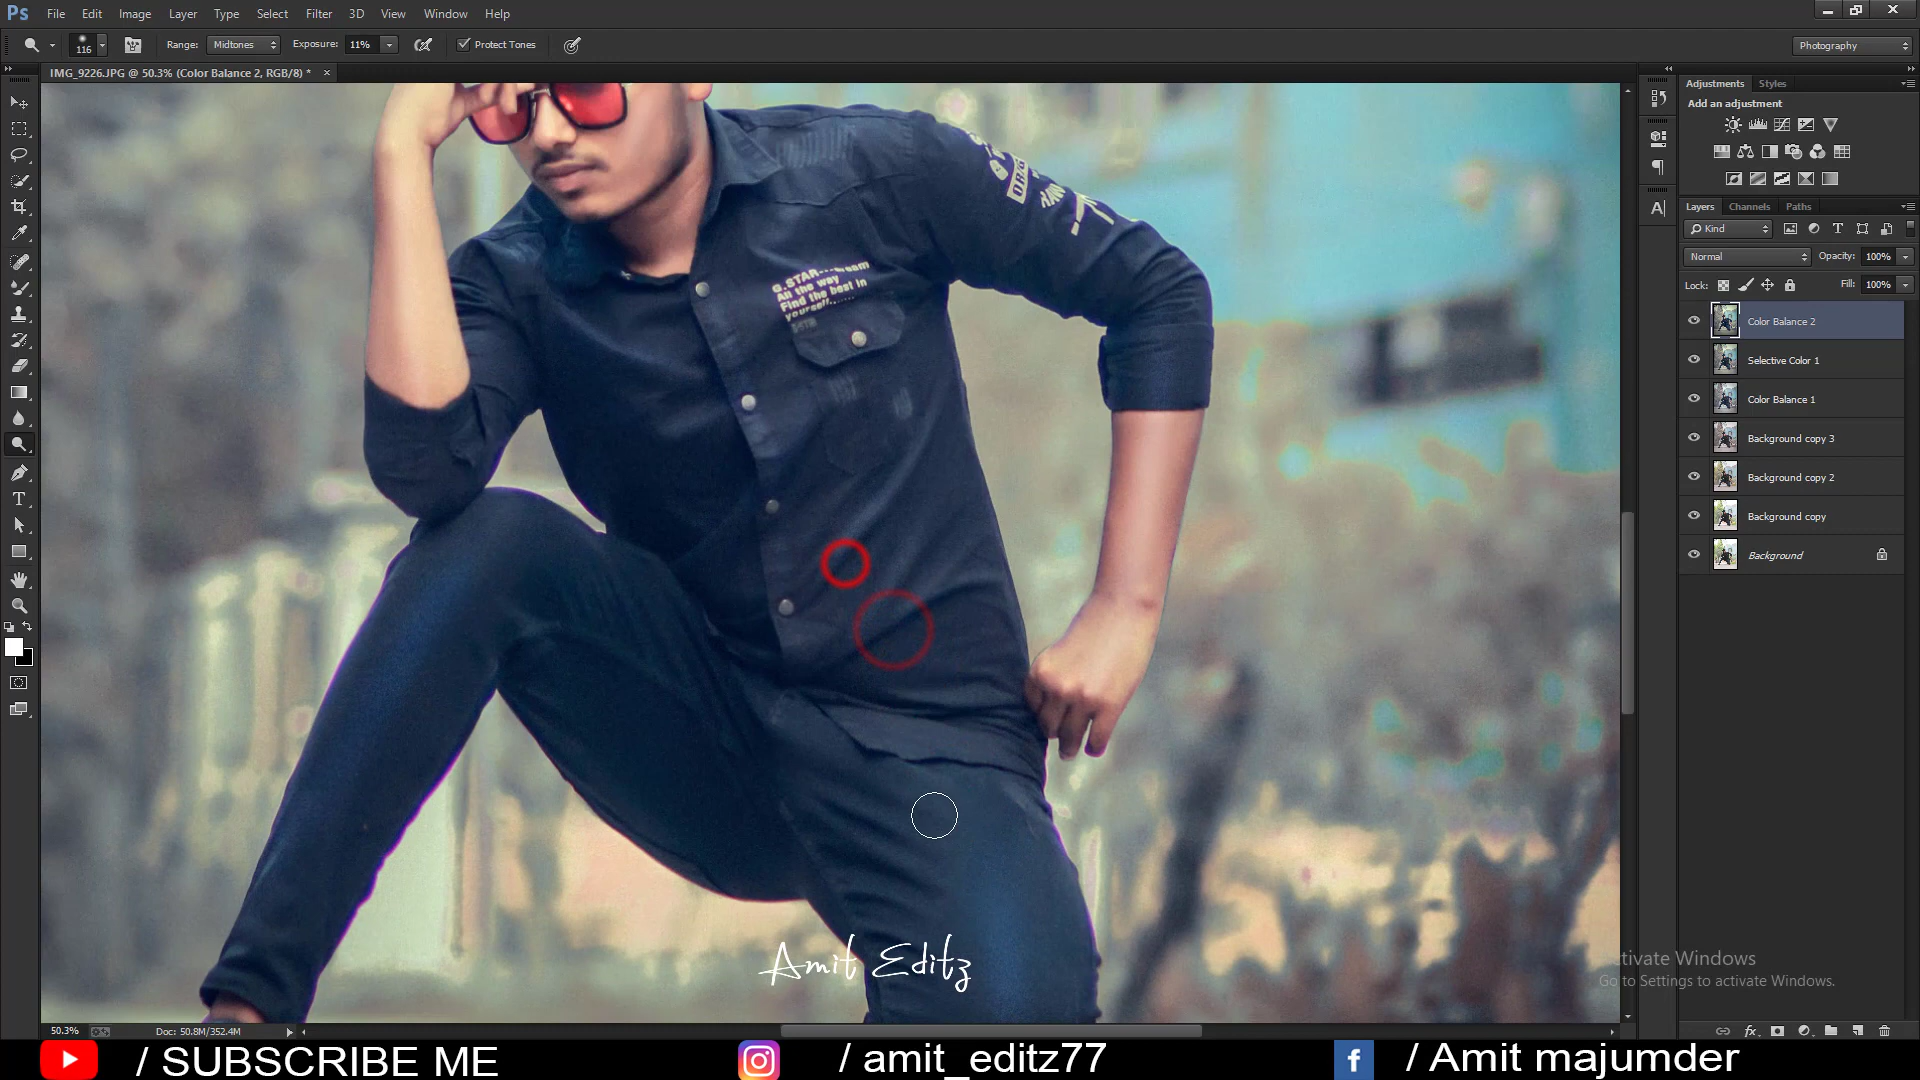 Ps File Edit Image Layer Type Select Filter 3D View Window Help
116 Range: Midtones Exposure: 11% Protect Tones Photography
IMG_9226.JPG @ 50.3% (Color Balance 2, RGB/8) * ×
Adjustments Styles
Add an adjustment
Layers Channels Paths
Kind
Normal Opacity: 100%
Lock: Fill: 100%
Color Balance 2
Selective Color 1
Color Balance 1
Background copy 3
Background copy 2
Background copy
Background
G.STAR
All the way
Find the best in
yourself
Amit Editz
Activate Windows
Go to Settings to activate Windows.
50.3% Doc: 50.8M/352.4M
/ SUBSCRIBE ME / amit_editz77 / Amit majumder